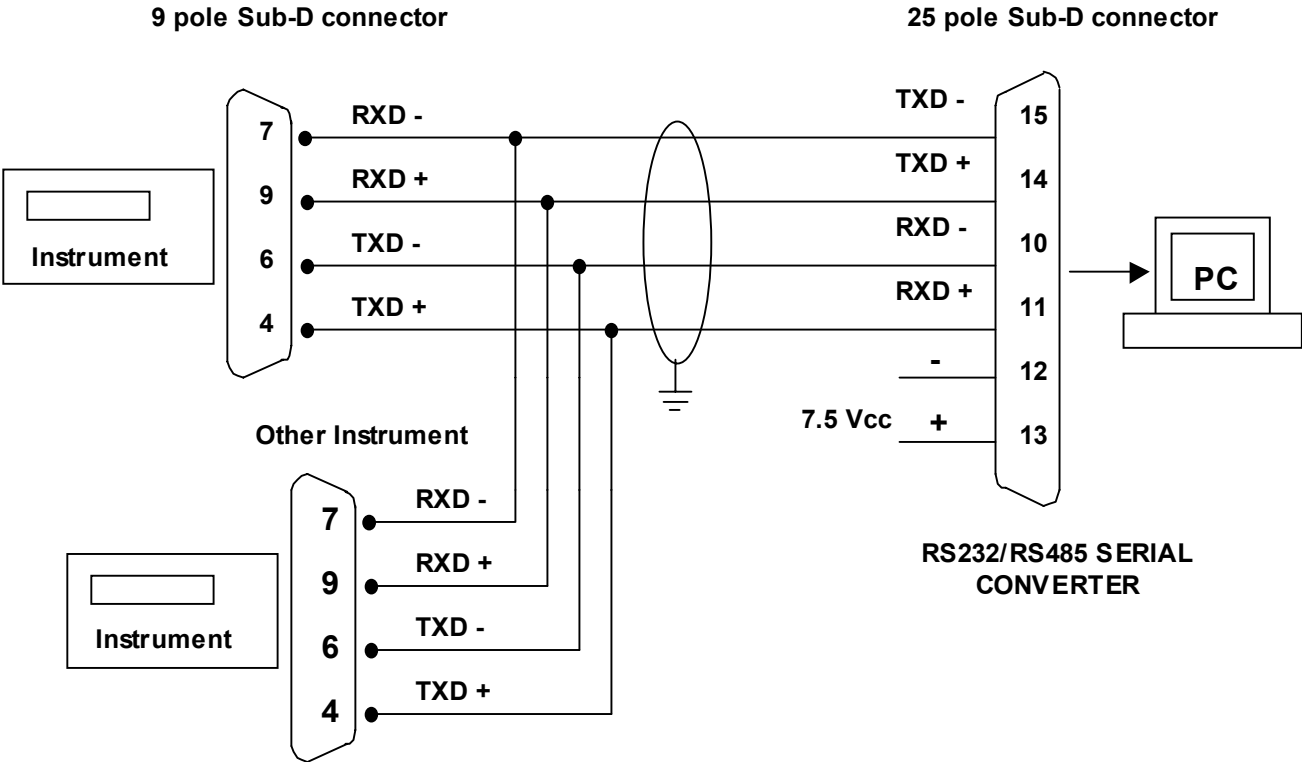 9 pole Sub-D connector
25 pole Sub-D connector
7 RXD - TXD - 15
9 RXD + TXD + 14
Instrument
6 TXD - RXD - 10
4 TXD + RXD + 11
PC
- 12
7.5 Vcc + 13
Other Instrument
7 RXD -
9 RXD +
Instrument
6 TXD -
4 TXD +
RS232/RS485 SERIAL
CONVERTER